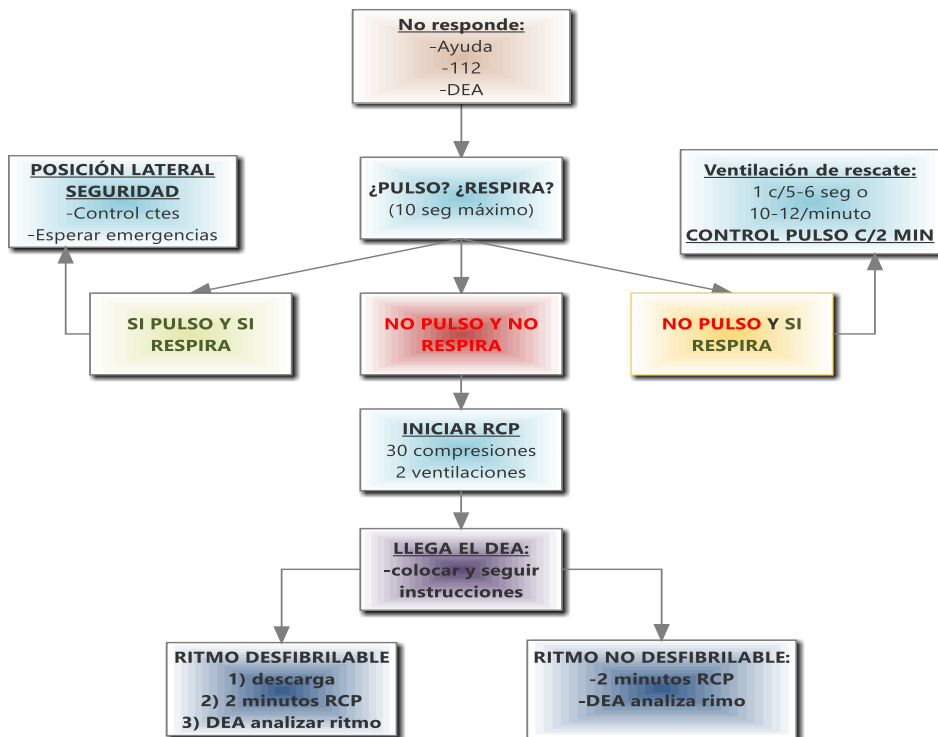 No responde:
-Ayuda
-112
-DEA
POSICIÓN LATERAL
SEGURIDAD
-Control ctes
-Esperar emergencias
¿PULSO? ¿RESPIRA?
(10 seg máximo)
Ventilación de rescate:
1 c/5-6 seg o
10-12/minuto
CONTROL PULSO C/2 MIN
SI PULSO Y SI
RESPIRA
NO PULSO Y NO
RESPIRA
NO PULSO Y SI
RESPIRA
INICIAR RCP
30 compresiones
2 ventilaciones
LLEGA EL DEA:
-colocar y seguir
instrucciones
RITMO DESFIBRILABLE
1) descarga
2) 2 minutos RCP
3) DEA analizar ritmo
RITMO NO DESFIBRILABLE:
-2 minutos RCP
-DEA analiza rimo